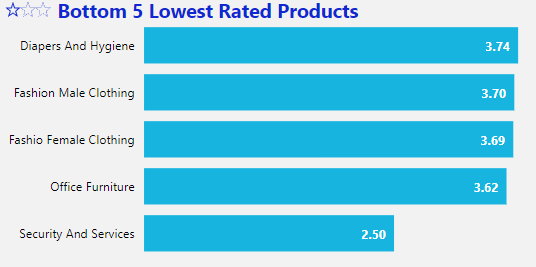 Bottom 5 Lowest Rated Products
Diapers And Hygiene 3.74
Fashion Male Clothing 3.70
Fashio Female Clothing 3.69
Office Furniture 3.62
Security And Services 2.50